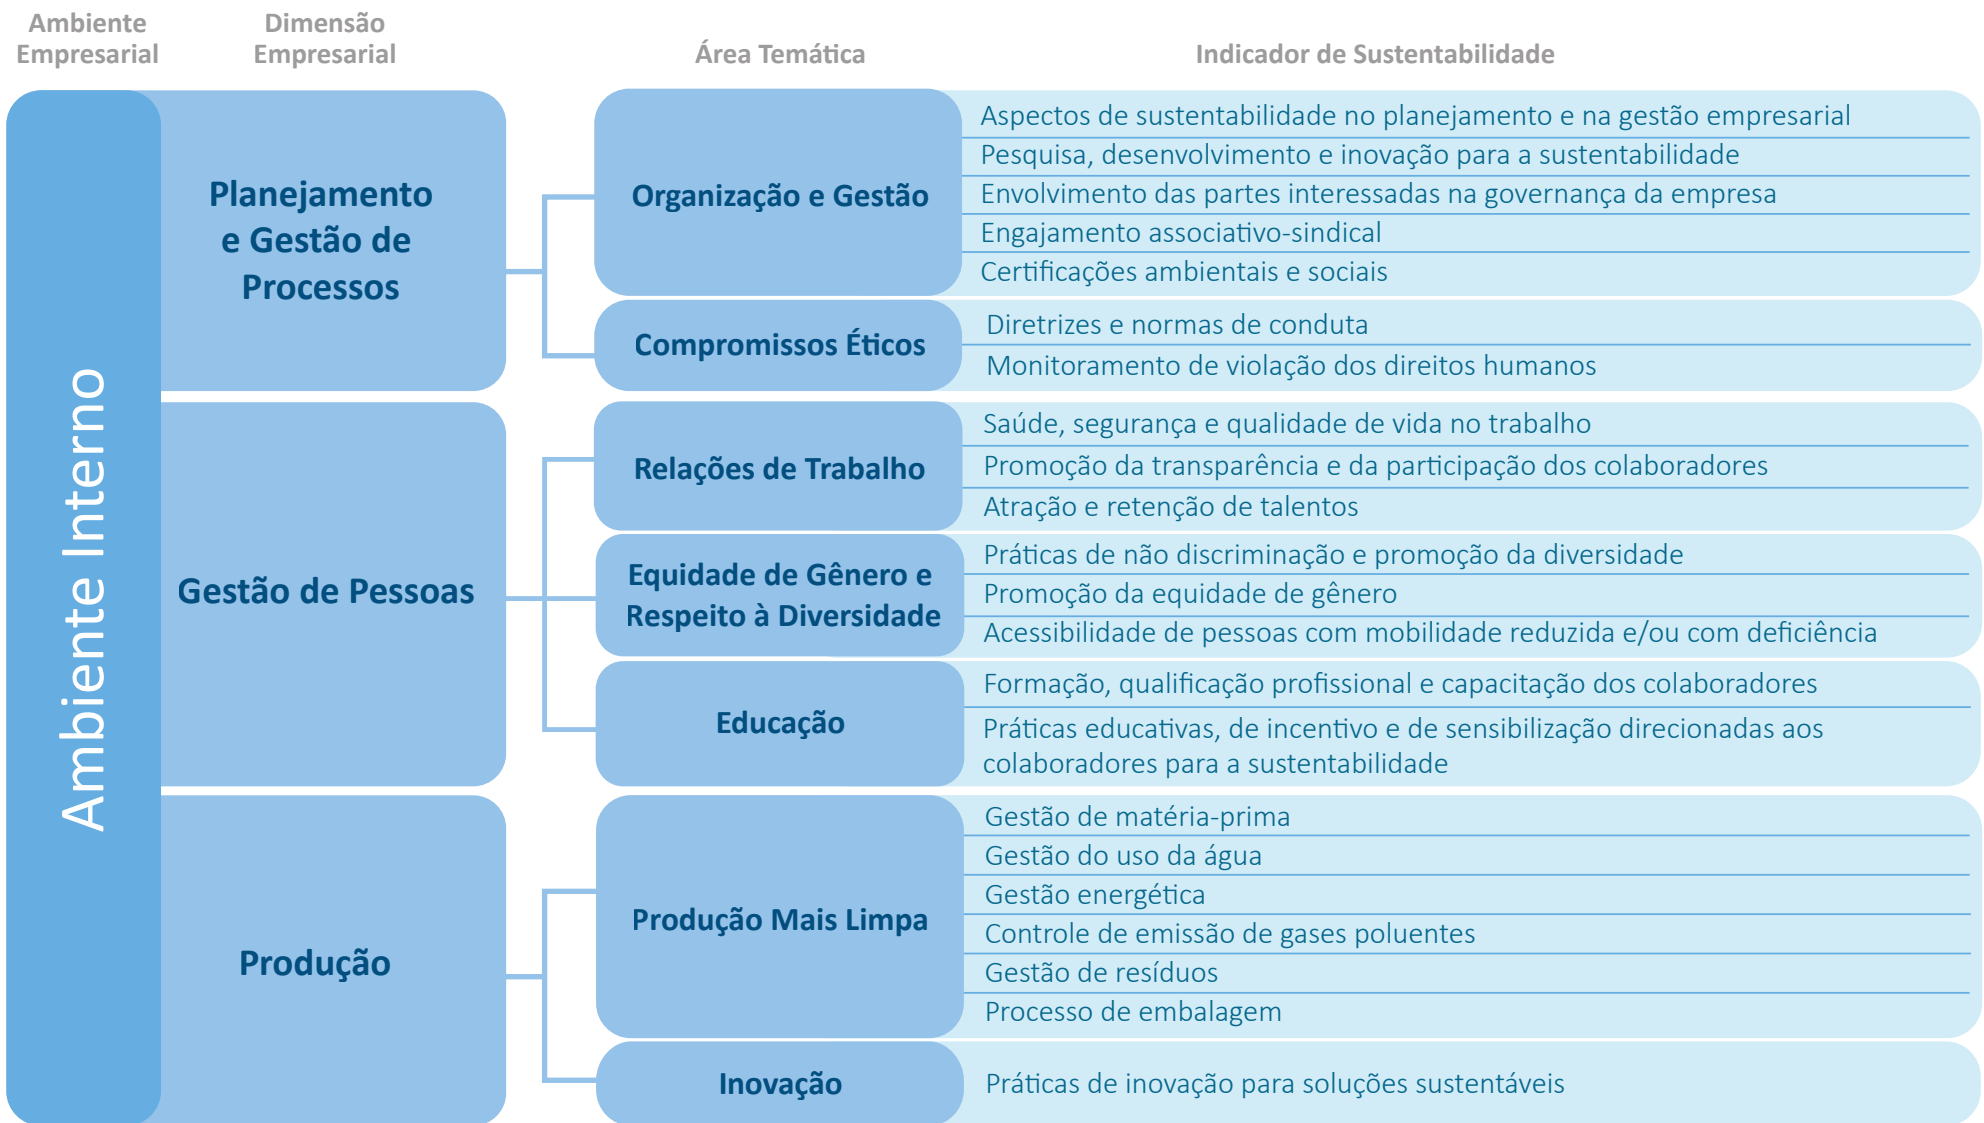 Ambiente
Empresarial
Dimensão
Empresarial
Área Temática
Indicador de Sustentabilidade
Ambiente Interno
Planejamento
e Gestão de
Processos
Organização e Gestão
Aspectos de sustentabilidade no planejamento e na gestão empresarial
Pesquisa, desenvolvimento e inovação para a sustentabilidade
Envolvimento das partes interessadas na governança da empresa
Engajamento associativo-sindical
Certificações ambientais e sociais
Compromissos Éticos
Diretrizes e normas de conduta
Monitoramento de violação dos direitos humanos
Gestão de Pessoas
Relações de Trabalho
Saúde, segurança e qualidade de vida no trabalho
Promoção da transparência e da participação dos colaboradores
Atração e retenção de talentos
Equidade de Gênero e
Respeito à Diversidade
Práticas de não discriminação e promoção da diversidade
Promoção da equidade de gênero
Acessibilidade de pessoas com mobilidade reduzida e/ou com deficiência
Educação
Formação, qualificação profissional e capacitação dos colaboradores
Práticas educativas, de incentivo e de sensibilização direcionadas aos
colaboradores para a sustentabilidade
Produção
Produção Mais Limpa
Gestão de matéria-prima
Gestão do uso da água
Gestão energética
Controle de emissão de gases poluentes
Gestão de resíduos
Processo de embalagem
Inovação
Práticas de inovação para soluções sustentáveis